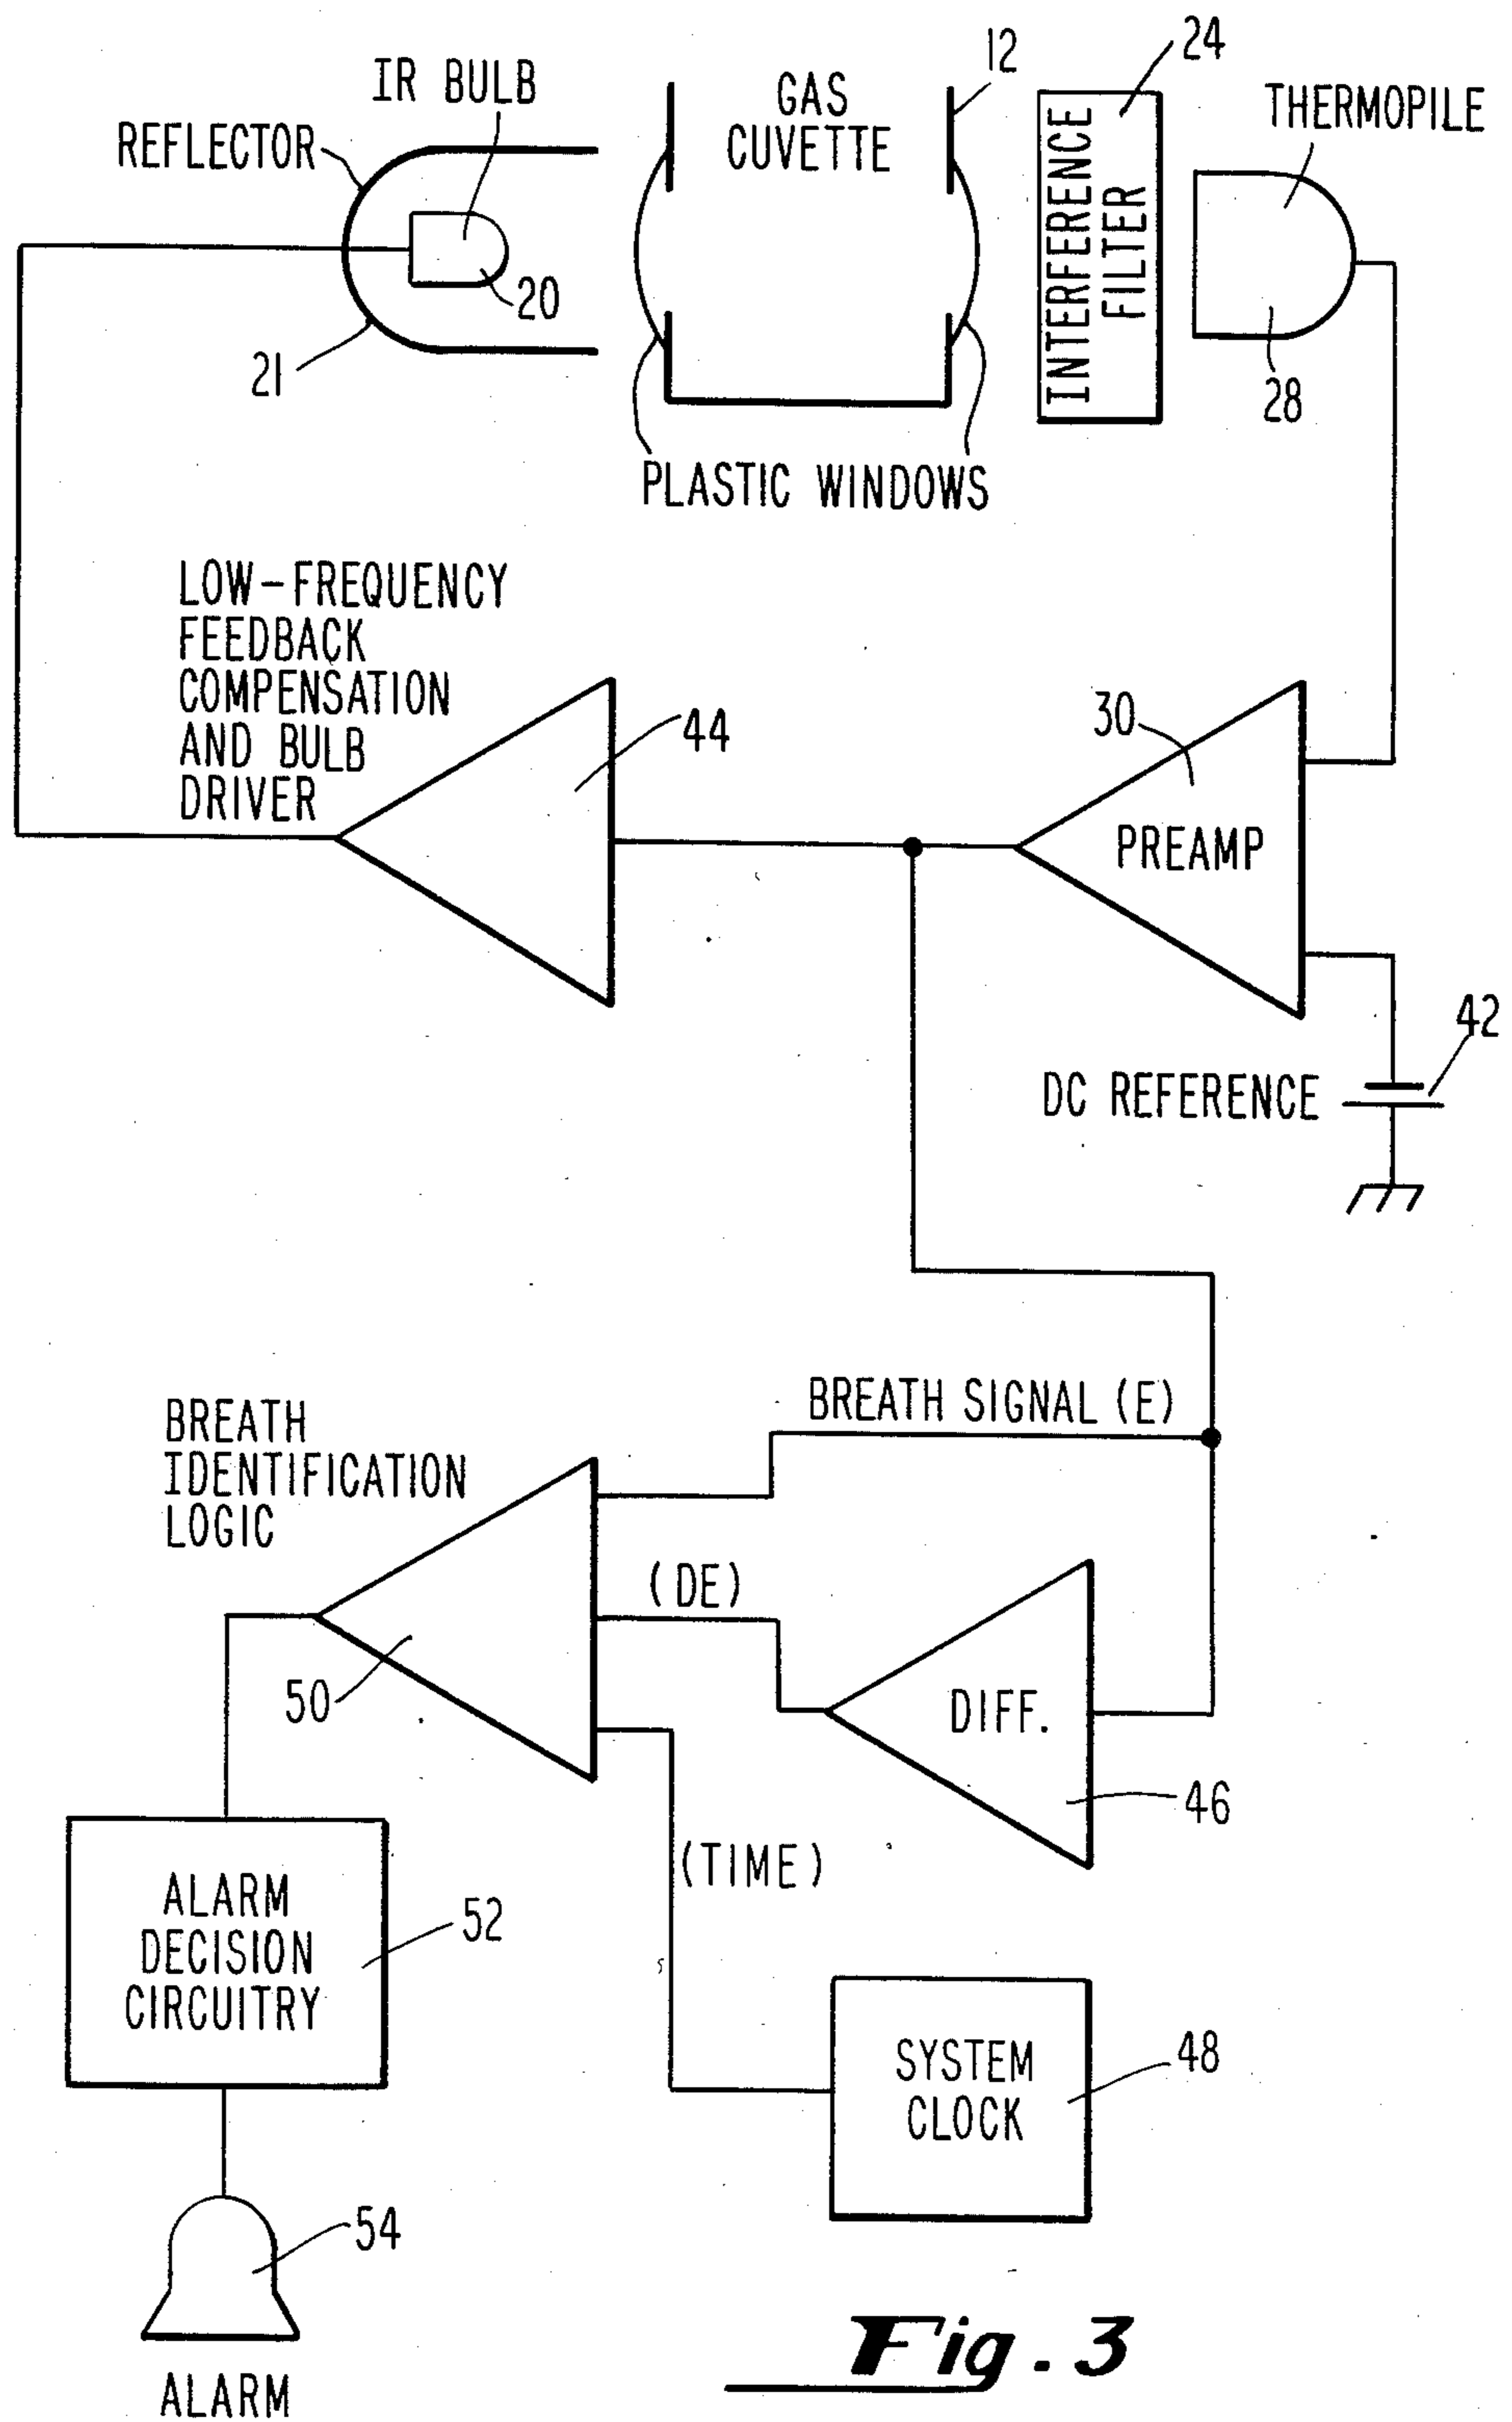 IR BULB
REFLECTOR
20
21
GAS
CUVETTE
12
PLASTIC WINDOWS
24
INTERFERENCE
FILTER
THERMOPILE
28
LOW-FREQUENCY
FEEDBACK
COMPENSATION
AND BULB
DRIVER
44
30
PREAMP
42
DC REFERENCE
BREATH SIGNAL (E)
BREATH
IDENTIFICATION
LOGIC
(DE)
50
DIFF.
46
(TIME)
ALARM
DECISION
CIRCUITRY
52
SYSTEM
CLOCK
48
54
ALARM
Fig. 3